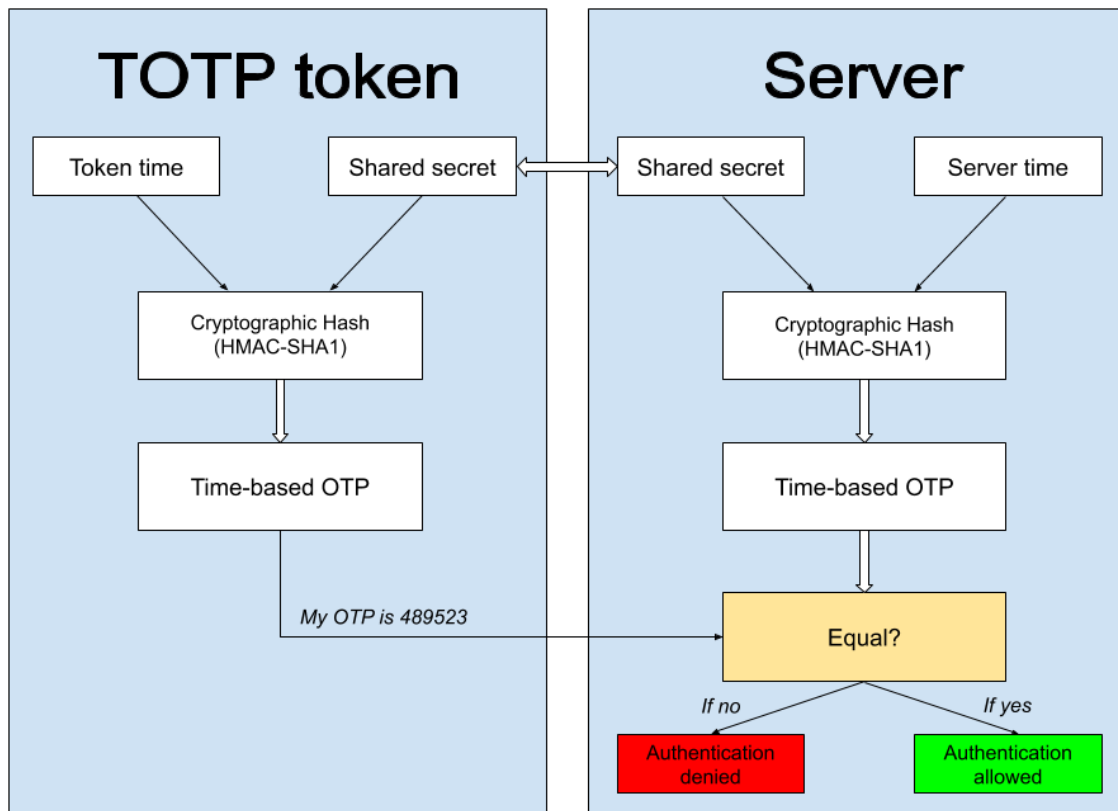 TOTP token
Server
Token time
Shared secret
Shared secret
Server time
Cryptographic Hash
(HMAC-SHA1)
Cryptographic Hash
(HMAC-SHA1)
Time-based OTP
Time-based OTP
My OTP is 489523
Equal?
If no
If yes
Authentication
denied
Authentication
allowed